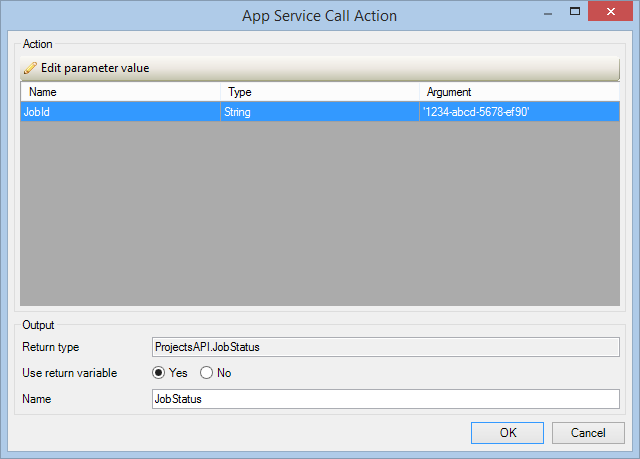 App Service Call Action
Action
Edit parameter value
Name Type Argument
JobId String '1234-abcd-5678-ef90'
Output
Return type ProjectsAPI.JobStatus
Use return variable Yes No
Name JobStatus
OK Cancel